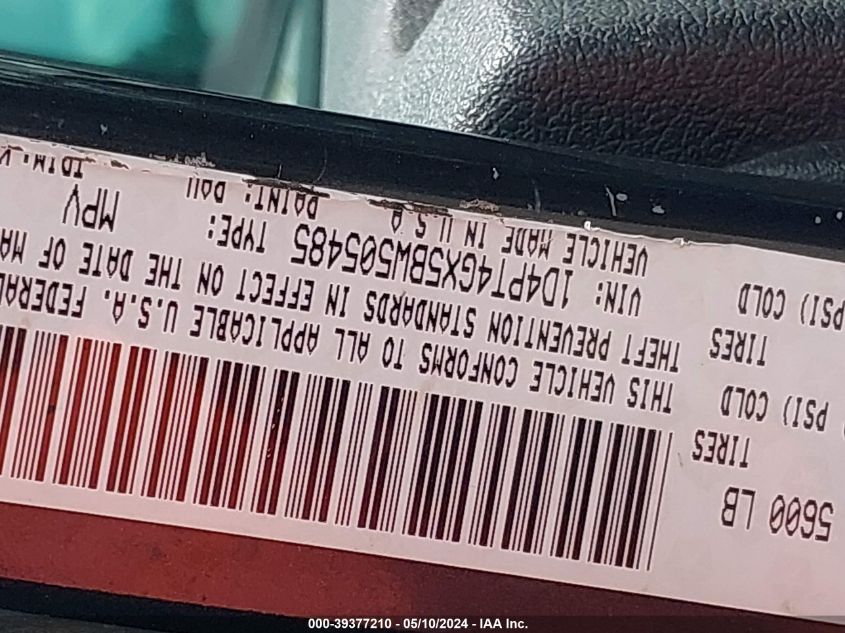 5600 LB
TIRES
PSI) COLD
TIRES
PSI) COLD
THIS VEHICLE CONFORMS TO ALL APPLICABLE U.S.A. FEDERAL
THEFT PREVENTION STANDARDS IN EFFECT ON THE DATE OF MA
VIN: 1D4PT4GX5BW505485 TYPE: MPV
VEHICLE MADE IN U.S.A PAINT:
000-39377210 - 05/10/2024 - IAA Inc.